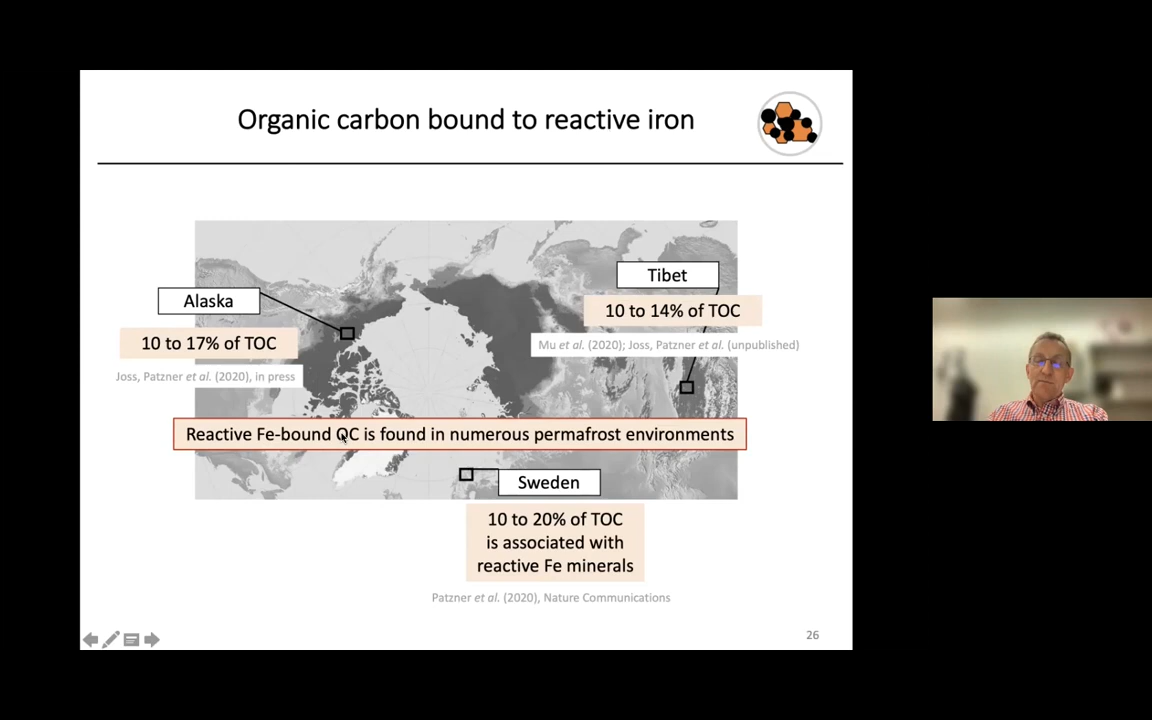 Organic carbon bound to reactive iron
Tibet
Alaska
10 to 14% of TOC
10 to 17% of TOC
Mu et al. (2020); Joss, Patzner et al. (unpublished)
Joss, Patzner et al. (2020), in press
Reactive Fe-bound OC is found in numerous permafrost environments
Sweden
10 to 20% of TOC
is associated with
reactive Fe minerals
Patzner et al. (2020), Nature Communications
26